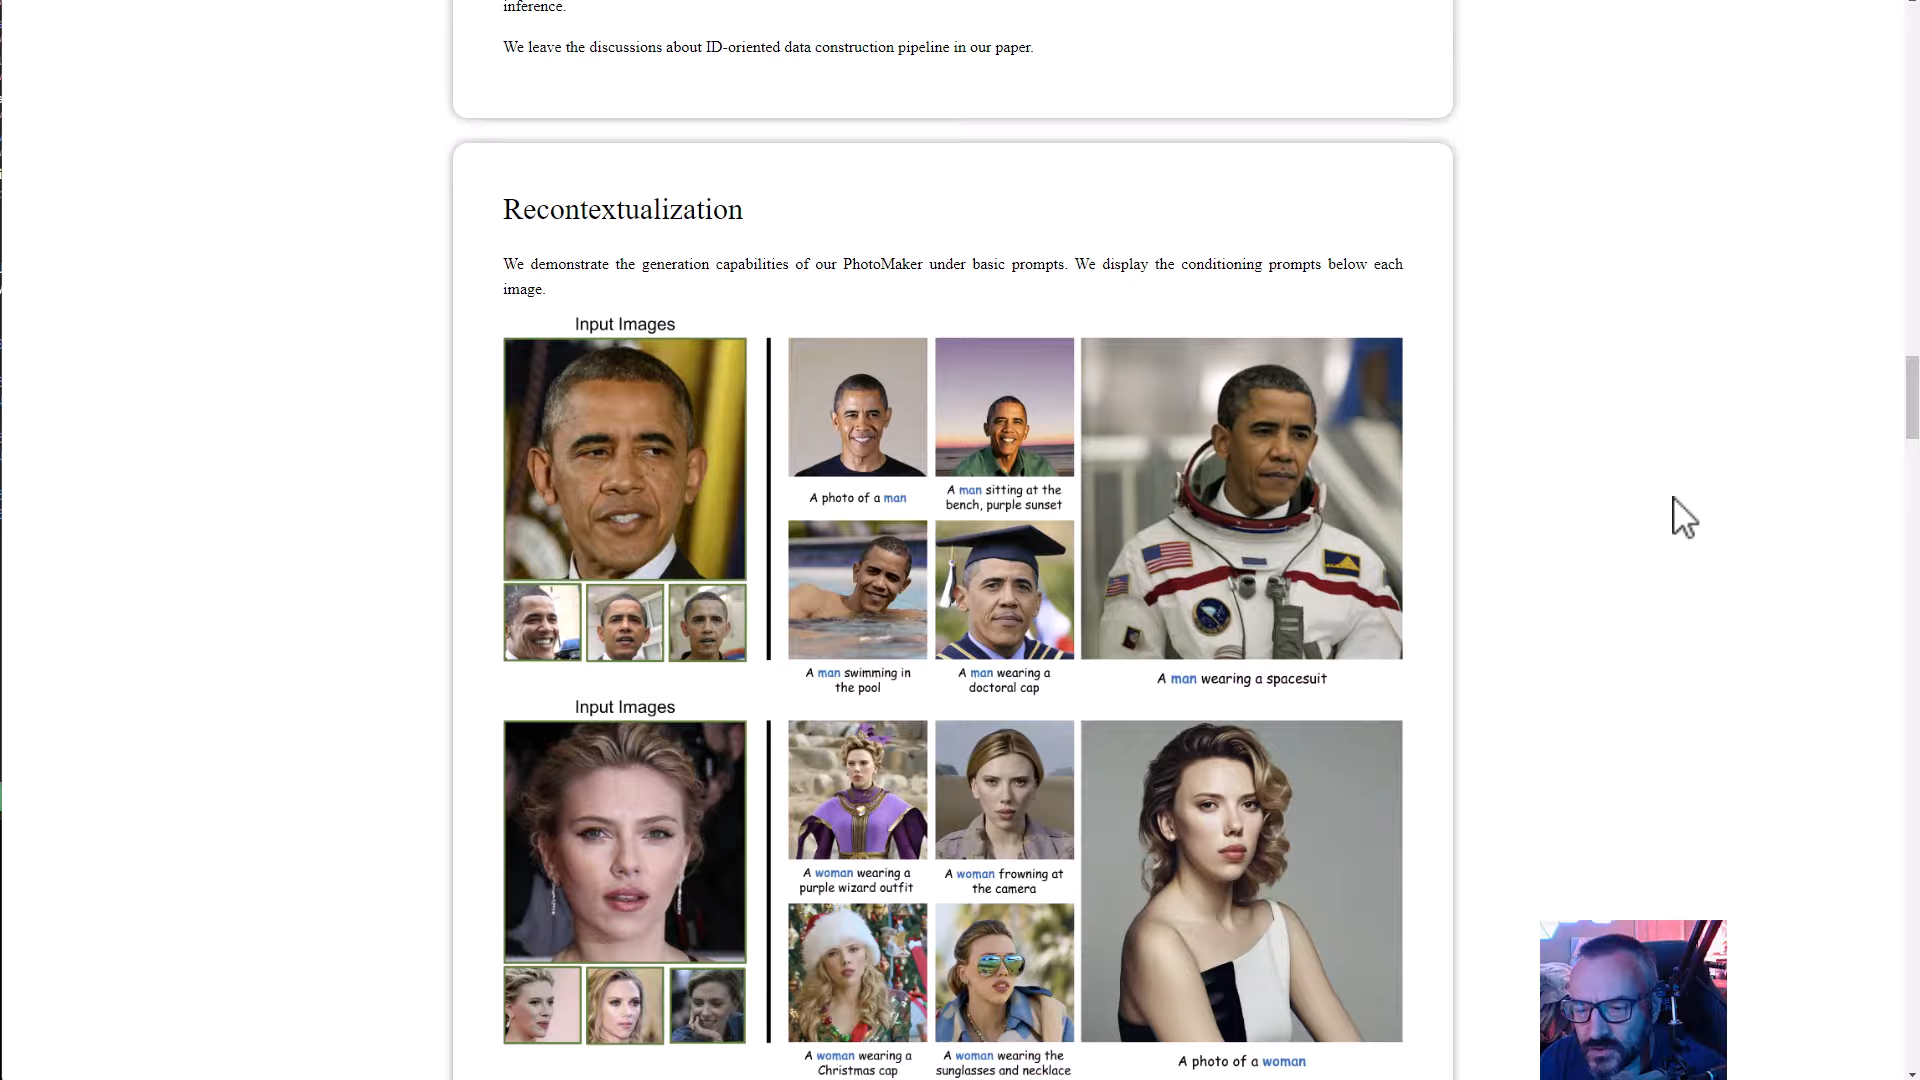 inference.
We leave the discussions about ID-oriented data construction pipeline in our paper.
Recontextualization
We demonstrate the generation capabilities of our PhotoMaker under basic prompts. We display the conditioning prompts below each
image.
Input Images
A photo of a man
A man sitting at the
bench, purple sunset
A man swimming in
the pool
A man wearing a
doctoral cap
A man wearing a spacesuit
Input Images
A woman wearing a
purple wizard outfit
A woman frowning at
the camera
A woman wearing a
Christmas cap
A woman wearing the
sunglasses and necklace
A photo of a woman